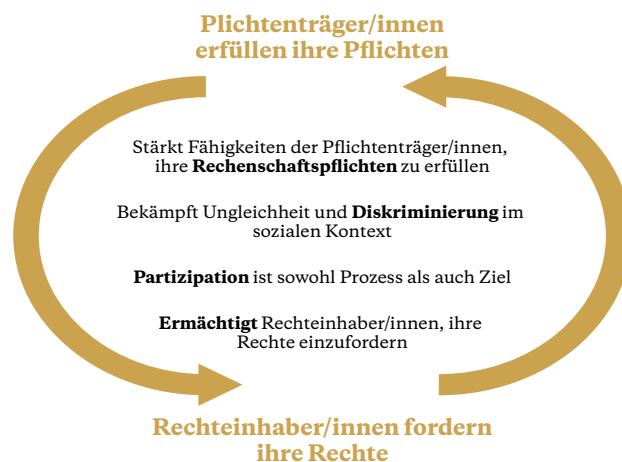 Plichtenträger/innen
erfüllen ihre Pflichten
Stärkt Fähigkeiten der Pflichtenträger/innen,
ihre Rechenschaftspflichten zu erfüllen
Bekämpft Ungleichheit und Diskriminierung im
sozialen Kontext
Partizipation ist sowohl Prozess als auch Ziel
Ermächtigt Rechteinhaber/innen, ihre
Rechte einzufordern
Rechteinhaber/innen fordern
ihre Rechte